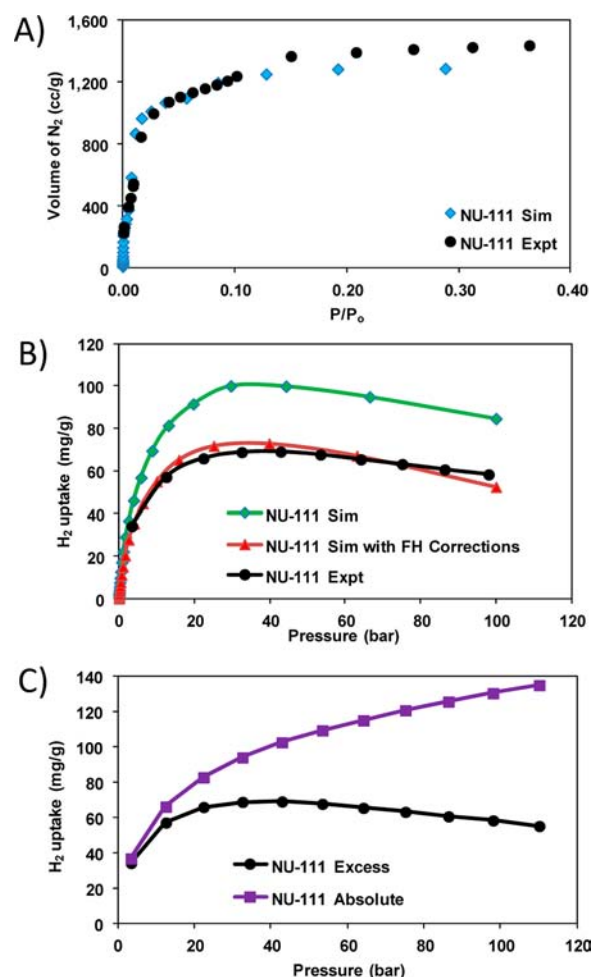 A)
1,600
1,200
800
400
0
Volume of N₂ (cc/g)
NU-111 Sim
NU-111 Expt
0.00 0.10 0.20 0.30 0.40
P/Pₒ
B)
120
100
80
60
40
20
0
H₂ uptake (mg/g)
NU-111 Sim
NU-111 Sim with FH Corrections
NU-111 Expt
0 20 40 60 80 100 120
Pressure (bar)
C)
140
120
100
80
60
40
20
0
H₂ uptake (mg/g)
NU-111 Excess
NU-111 Absolute
0 20 40 60 80 100 120
Pressure (bar)